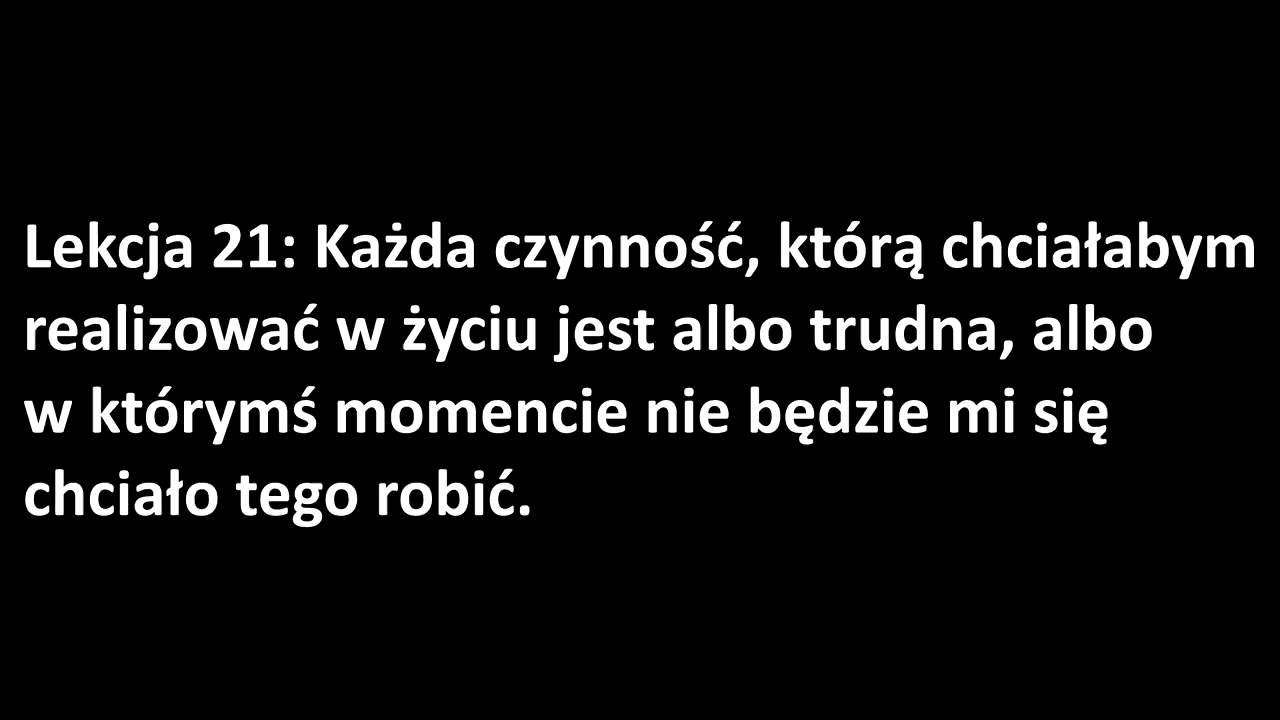 Lekcja 21: Każda czynność, którą chciałabym
realizować w życiu jest albo trudna, albo
w którymś momencie nie będzie mi się
chciało tego robić.